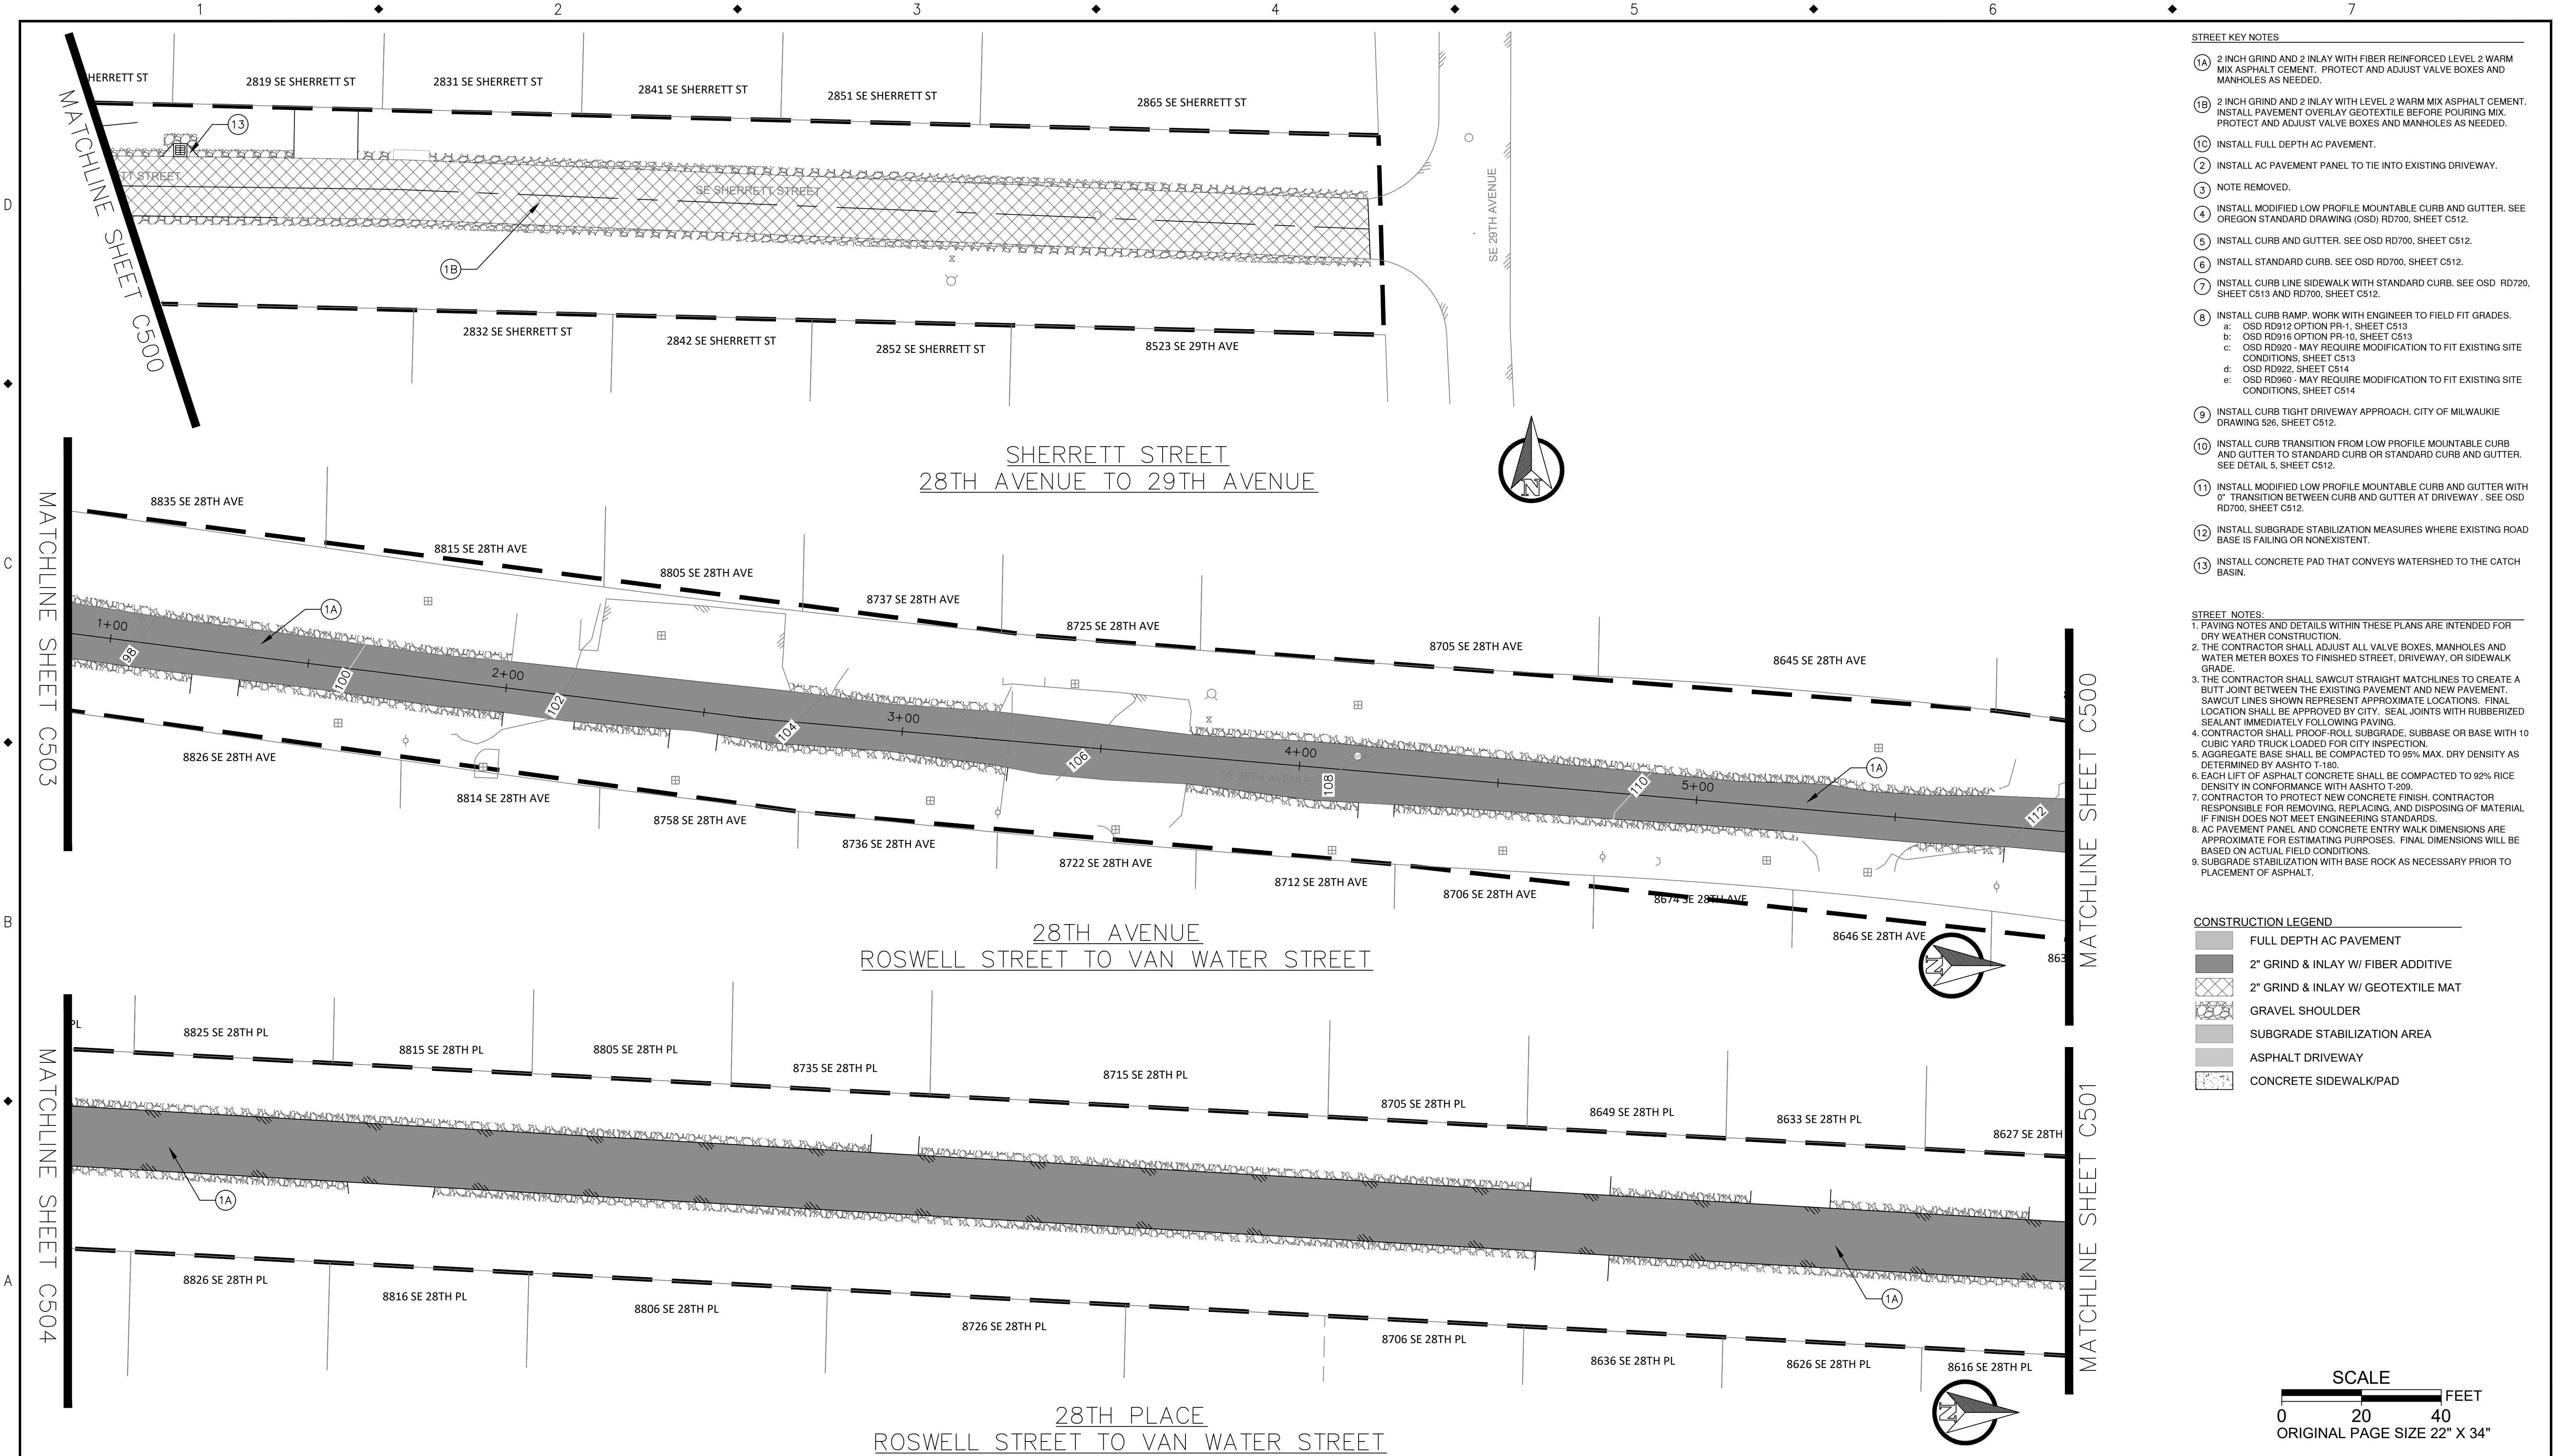 1 2 3 4 5 6 7
D
C
B
A
HERRETT ST
2819 SE SHERRETT ST
2831 SE SHERRETT ST
2841 SE SHERRETT ST
2851 SE SHERRETT ST
2865 SE SHERRETT ST
MATCHLINE SHEET C500
13
TT STREET
SE SHERRETT STREET
1B
SE 29TH AVENUE
2832 SE SHERRETT ST
2842 SE SHERRETT ST
2852 SE SHERRETT ST
8523 SE 29TH AVE
SHERRETT STREET
28TH AVENUE TO 29TH AVENUE
N
MATCHLINE SHEET C503
8835 SE 28TH AVE
8815 SE 28TH AVE
8805 SE 28TH AVE
8737 SE 28TH AVE
8725 SE 28TH AVE
8705 SE 28TH AVE
8645 SE 28TH AVE
1A
1+00
98
100
2+00
102
104
3+00
106
SE 28TH AVENUE
4+00
108
110
5+00
1A
112
8826 SE 28TH AVE
8814 SE 28TH AVE
8758 SE 28TH AVE
8736 SE 28TH AVE
8722 SE 28TH AVE
8712 SE 28TH AVE
8706 SE 28TH AVE
8674 SE 28TH AVE
8646 SE 28TH AVE
863
MATCHLINE SHEET C500
28TH AVENUE
ROSWELL STREET TO VAN WATER STREET
N
MATCHLINE SHEET C504
PL
8825 SE 28TH PL
8815 SE 28TH PL
8805 SE 28TH PL
8735 SE 28TH PL
8715 SE 28TH PL
8705 SE 28TH PL
8649 SE 28TH PL
8633 SE 28TH PL
8627 SE 28TH
1A
1A
8826 SE 28TH PL
8816 SE 28TH PL
8806 SE 28TH PL
8726 SE 28TH PL
8706 SE 28TH PL
8636 SE 28TH PL
8626 SE 28TH PL
8616 SE 28TH PL
MATCHLINE SHEET C501
28TH PLACE
ROSWELL STREET TO VAN WATER STREET
N
STREET KEY NOTES
1A 2 INCH GRIND AND 2 INLAY WITH FIBER REINFORCED LEVEL 2 WARM
MIX ASPHALT CEMENT. PROTECT AND ADJUST VALVE BOXES AND
MANHOLES AS NEEDED.
1B 2 INCH GRIND AND 2 INLAY WITH LEVEL 2 WARM MIX ASPHALT CEMENT.
INSTALL PAVEMENT OVERLAY GEOTEXTILE BEFORE POURING MIX.
PROTECT AND ADJUST VALVE BOXES AND MANHOLES AS NEEDED.
1C INSTALL FULL DEPTH AC PAVEMENT.
2 INSTALL AC PAVEMENT PANEL TO TIE INTO EXISTING DRIVEWAY.
3 NOTE REMOVED.
4 INSTALL MODIFIED LOW PROFILE MOUNTABLE CURB AND GUTTER. SEE
OREGON STANDARD DRAWING (OSD) RD700, SHEET C512.
5 INSTALL CURB AND GUTTER. SEE OSD RD700, SHEET C512.
6 INSTALL STANDARD CURB. SEE OSD RD700, SHEET C512.
7 INSTALL CURB LINE SIDEWALK WITH STANDARD CURB. SEE OSD RD720,
SHEET C513 AND RD700, SHEET C512.
8 INSTALL CURB RAMP. WORK WITH ENGINEER TO FIELD FIT GRADES.
a: OSD RD912 OPTION PR-1, SHEET C513
b: OSD RD916 OPTION PR-10, SHEET C513
c: OSD RD920 - MAY REQUIRE MODIFICATION TO FIT EXISTING SITE
CONDITIONS, SHEET C513
d: OSD RD922, SHEET C514
e: OSD RD960 - MAY REQUIRE MODIFICATION TO FIT EXISTING SITE
CONDITIONS, SHEET C514
9 INSTALL CURB TIGHT DRIVEWAY APPROACH. CITY OF MILWAUKIE
DRAWING 526, SHEET C512.
10 INSTALL CURB TRANSITION FROM LOW PROFILE MOUNTABLE CURB
AND GUTTER TO STANDARD CURB OR STANDARD CURB AND GUTTER.
SEE DETAIL 5, SHEET C512.
11 INSTALL MODIFIED LOW PROFILE MOUNTABLE CURB AND GUTTER WITH
0" TRANSITION BETWEEN CURB AND GUTTER AT DRIVEWAY . SEE OSD
RD700, SHEET C512.
12 INSTALL SUBGRADE STABILIZATION MEASURES WHERE EXISTING ROAD
BASE IS FAILING OR NONEXISTENT.
13 INSTALL CONCRETE PAD THAT CONVEYS WATERSHED TO THE CATCH
BASIN.
STREET NOTES:
1. PAVING NOTES AND DETAILS WITHIN THESE PLANS ARE INTENDED FOR
DRY WEATHER CONSTRUCTION.
2. THE CONTRACTOR SHALL ADJUST ALL VALVE BOXES, MANHOLES AND
WATER METER BOXES TO FINISHED STREET, DRIVEWAY, OR SIDEWALK
GRADE.
3. THE CONTRACTOR SHALL SAWCUT STRAIGHT MATCHLINES TO CREATE A
BUTT JOINT BETWEEN THE EXISTING PAVEMENT AND NEW PAVEMENT.
SAWCUT LINES SHOWN REPRESENT APPROXIMATE LOCATIONS. FINAL
LOCATION SHALL BE APPROVED BY CITY. SEAL JOINTS WITH RUBBERIZED
SEALANT IMMEDIATELY FOLLOWING PAVING.
4. CONTRACTOR SHALL PROOF-ROLL SUBGRADE, SUBBASE OR BASE WITH 10
CUBIC YARD TRUCK LOADED FOR CITY INSPECTION.
5. AGGREGATE BASE SHALL BE COMPACTED TO 95% MAX. DRY DENSITY AS
DETERMINED BY AASHTO T-180.
6. EACH LIFT OF ASPHALT CONCRETE SHALL BE COMPACTED TO 92% RICE
DENSITY IN CONFORMANCE WITH AASHTO T-209.
7. CONTRACTOR TO PROTECT NEW CONCRETE FINISH. CONTRACTOR
RESPONSIBLE FOR REMOVING, REPLACING, AND DISPOSING OF MATERIAL
IF FINISH DOES NOT MEET ENGINEERING STANDARDS.
8. AC PAVEMENT PANEL AND CONCRETE ENTRY WALK DIMENSIONS ARE
APPROXIMATE FOR ESTIMATING PURPOSES. FINAL DIMENSIONS WILL BE
BASED ON ACTUAL FIELD CONDITIONS.
9. SUBGRADE STABILIZATION WITH BASE ROCK AS NECESSARY PRIOR TO
PLACEMENT OF ASPHALT.
CONSTRUCTION LEGEND
FULL DEPTH AC PAVEMENT
2" GRIND & INLAY W/ FIBER ADDITIVE
2" GRIND & INLAY W/ GEOTEXTILE MAT
GRAVEL SHOULDER
SUBGRADE STABILIZATION AREA
ASPHALT DRIVEWAY
CONCRETE SIDEWALK/PAD
SCALE
FEET
0 20 40
ORIGINAL PAGE SIZE 22" X 34"